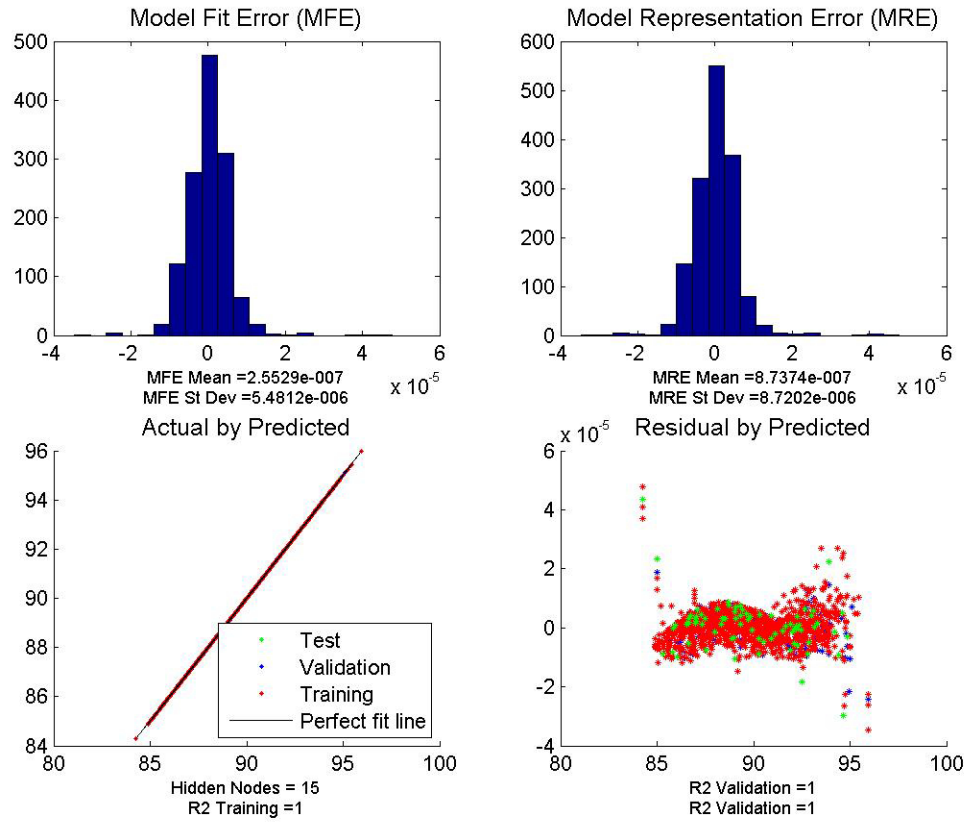 Model Fit Error (MFE)
500
400
300
200
100
0
-4
-2
0
2
4
6
x 10-5
MFE Mean =2.5529e-007
MFE St Dev =5.4812e-006
Model Representation Error (MRE)
600
500
400
300
200
100
0
-4
-2
0
2
4
6
x 10-5
MRE Mean =8.7374e-007
MRE St Dev =8.7202e-006
Actual by Predicted
96
94
92
90
88
86
84
85
90
95
100
Test
Validation
Training
Perfect fit line
Hidden Nodes = 15
R2 Training =1
Residual by Predicted
x 10-5
6
4
2
0
-2
-4
80
85
90
95
100
R2 Validation =1
R2 Validation =1